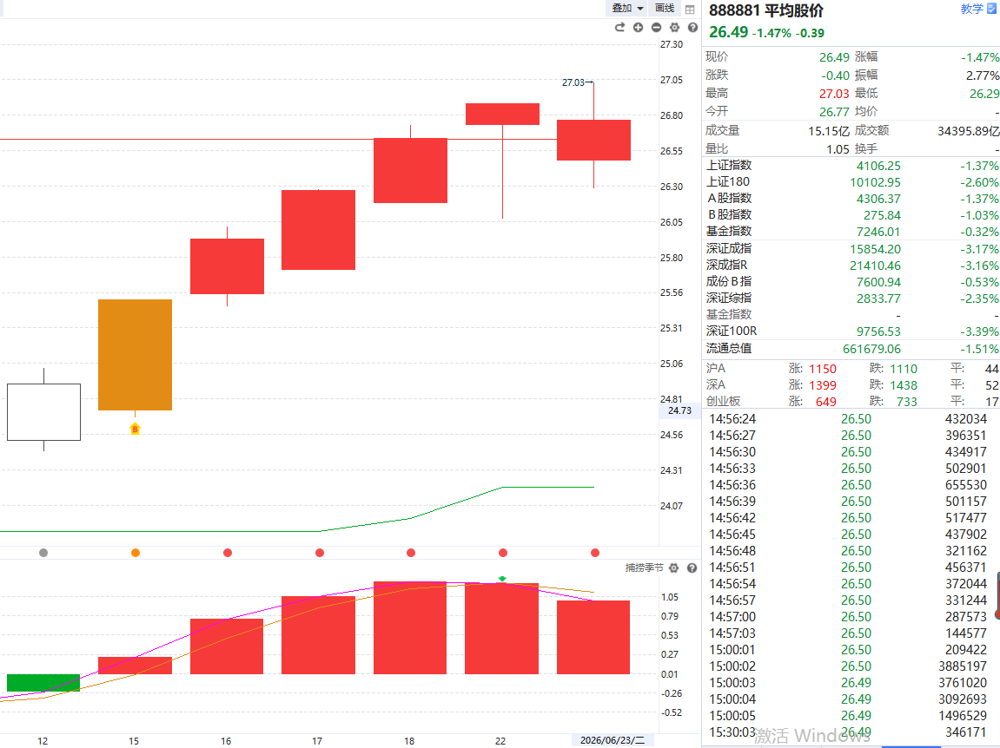 叠加 画线
888881 平均股价 教学
26.49 -1.47% -0.39
现价 26.49 涨幅 -1.47%
涨跌 -0.40 振幅 2.77%
最高 27.03 最低 26.29
今开 26.77 均价 -
成交量 15.15亿 成交额 34395.89亿
量比 1.05 换手 -
上证指数 4106.25 -1.37%
上证180 10102.95 -2.60%
A股指数 4306.37 -1.37%
B股指数 275.84 -1.03%
基金指数 7246.01 -0.32%
深证成指 15854.20 -3.17%
深成指R 21410.46 -3.16%
成份B指 7600.94 -0.53%
深证综指 2833.77 -2.35%
基金指数 - -
深证100R 9756.53 -3.39%
流通总值 661679.06 -1.51%
沪A 涨: 1150 跌: 1110 平: 44
深A 涨: 1399 跌: 1438 平: 52
创业板 涨: 649 跌: 733 平: 17
14:56:24 26.50 432034
14:56:27 26.50 396351
14:56:30 26.50 434917
14:56:33 26.50 502901
14:56:36 26.50 655530
14:56:39 26.50 501157
14:56:42 26.50 517477
14:56:45 26.50 437902
14:56:48 26.50 321162
14:56:51 26.50 456371
14:56:54 26.50 372044
14:56:57 26.50 331244
14:57:00 26.50 287573
14:57:03 26.50 144577
15:00:01 26.50 209422
15:00:02 26.50 3885197
15:00:03 26.49 3761020
15:00:04 26.49 3092693
15:00:05 26.49 1496529
15:30:03 26.49 346171
激活 Windows
27.30
27.05
26.80
26.55
26.30
26.05
25.80
25.56
25.31
25.06
24.81
24.73
24.56
24.31
24.07
27.03
B
捕捞季节
1.05
0.79
0.53
0.27
0.01
-0.26
-0.52
12 15 16 17 18 22 2026/06/23/二